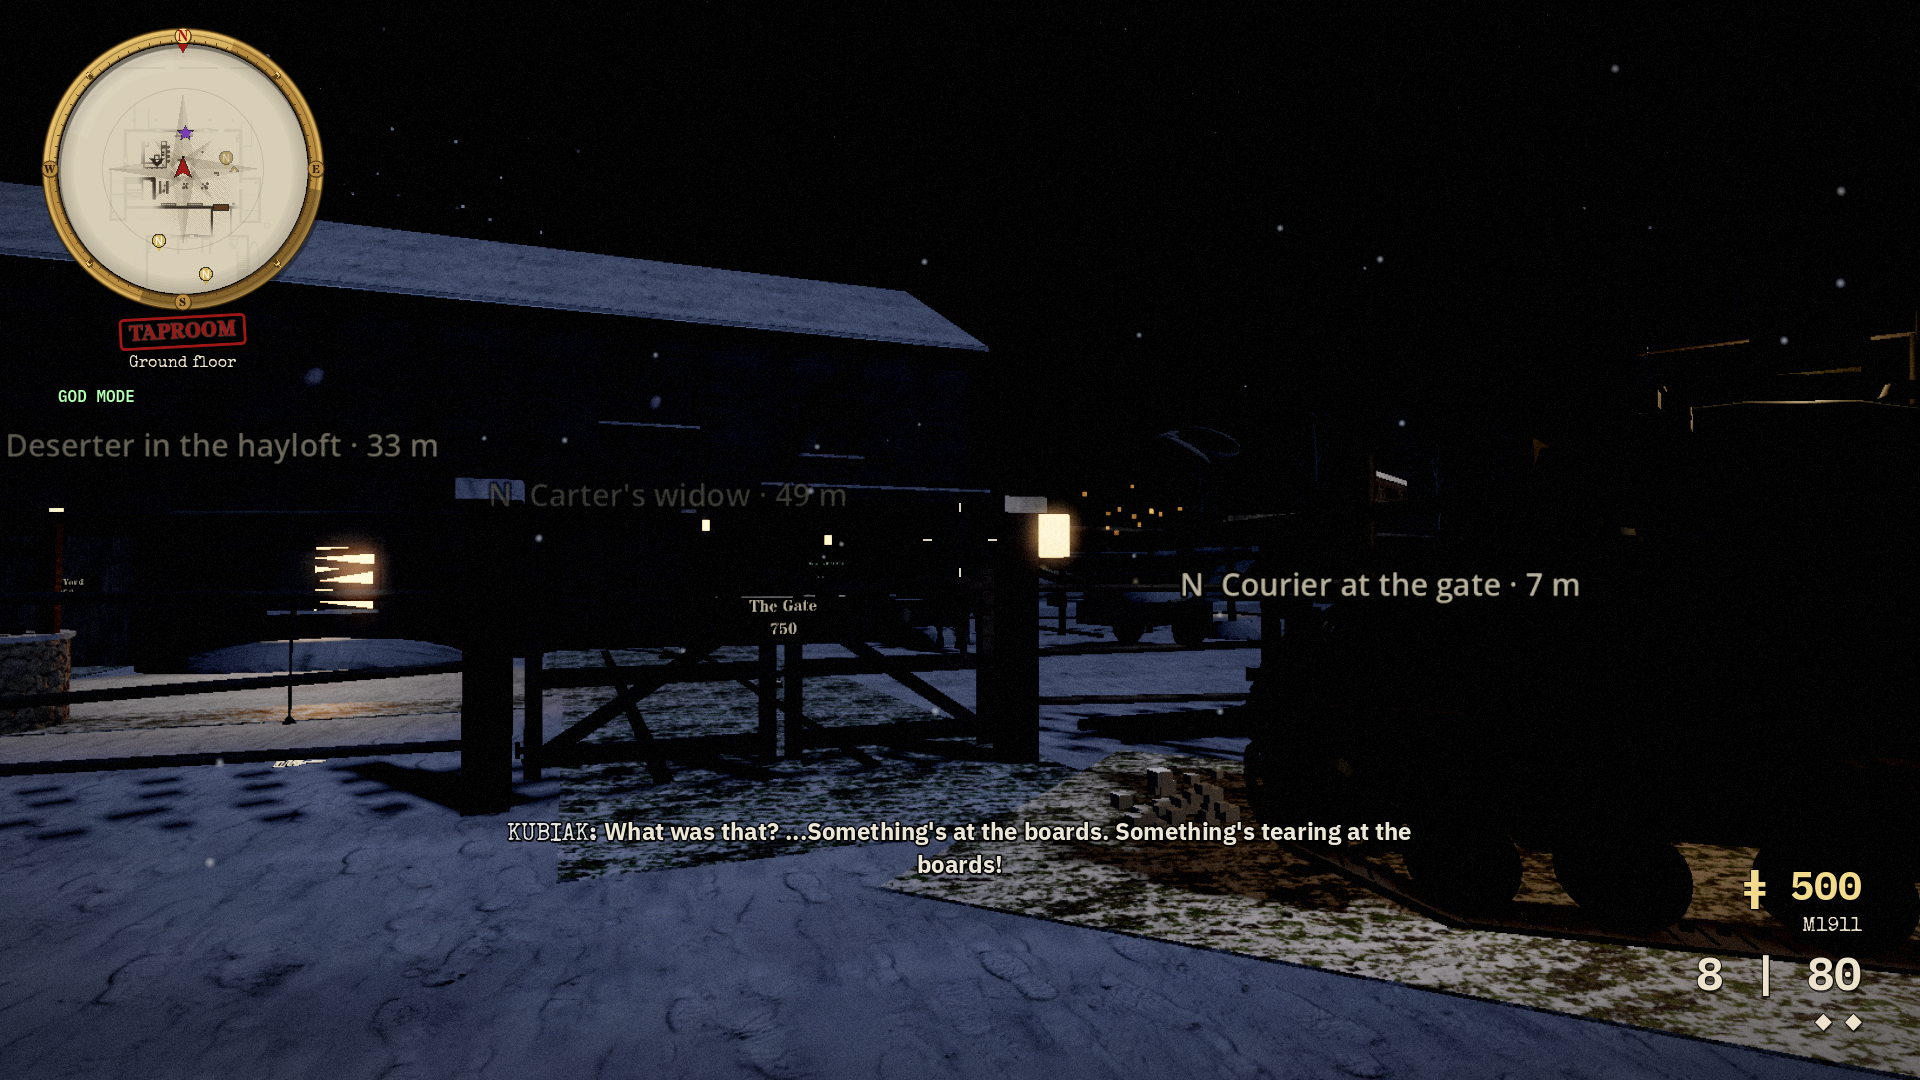 N
W
E
N
N
N
S
TAPROOM
Ground floor
GOD MODE
Deserter in the hayloft · 33 m
N Carter's widow · 49 m
Yard
N Courier at the gate · 7 m
The Gate
750
KUBIAK: What was that? ...Something's at the boards. Something's tearing at the
boards!
500
M1911
8 | 80